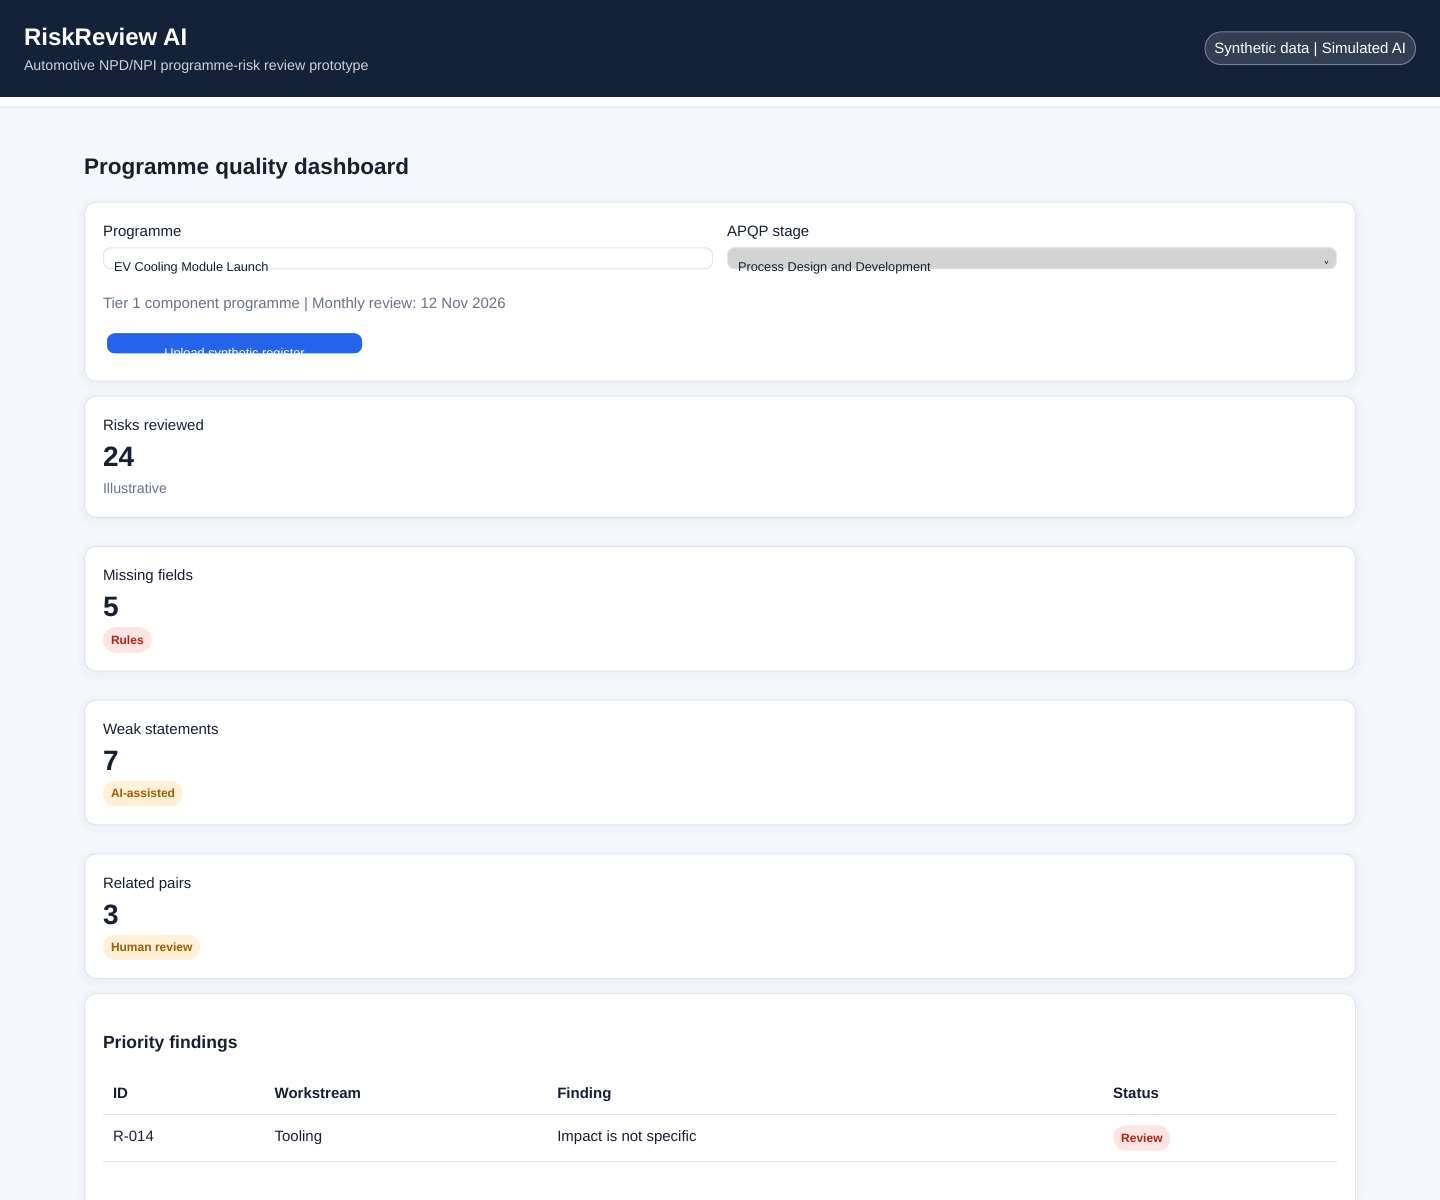 RiskReview AI
Automotive NPD/NPI programme-risk review prototype
Synthetic data | Simulated AI
Programme quality dashboard
Programme
APQP stage
EV Cooling Module Launch
Process Design and Development
Tier 1 component programme | Monthly review: 12 Nov 2026
Upload synthetic register
Risks reviewed
24
Illustrative
Missing fields
5
Rules
Weak statements
7
AI-assisted
Related pairs
3
Human review
Priority findings
ID Workstream Finding Status
R-014 Tooling Impact is not specific Review